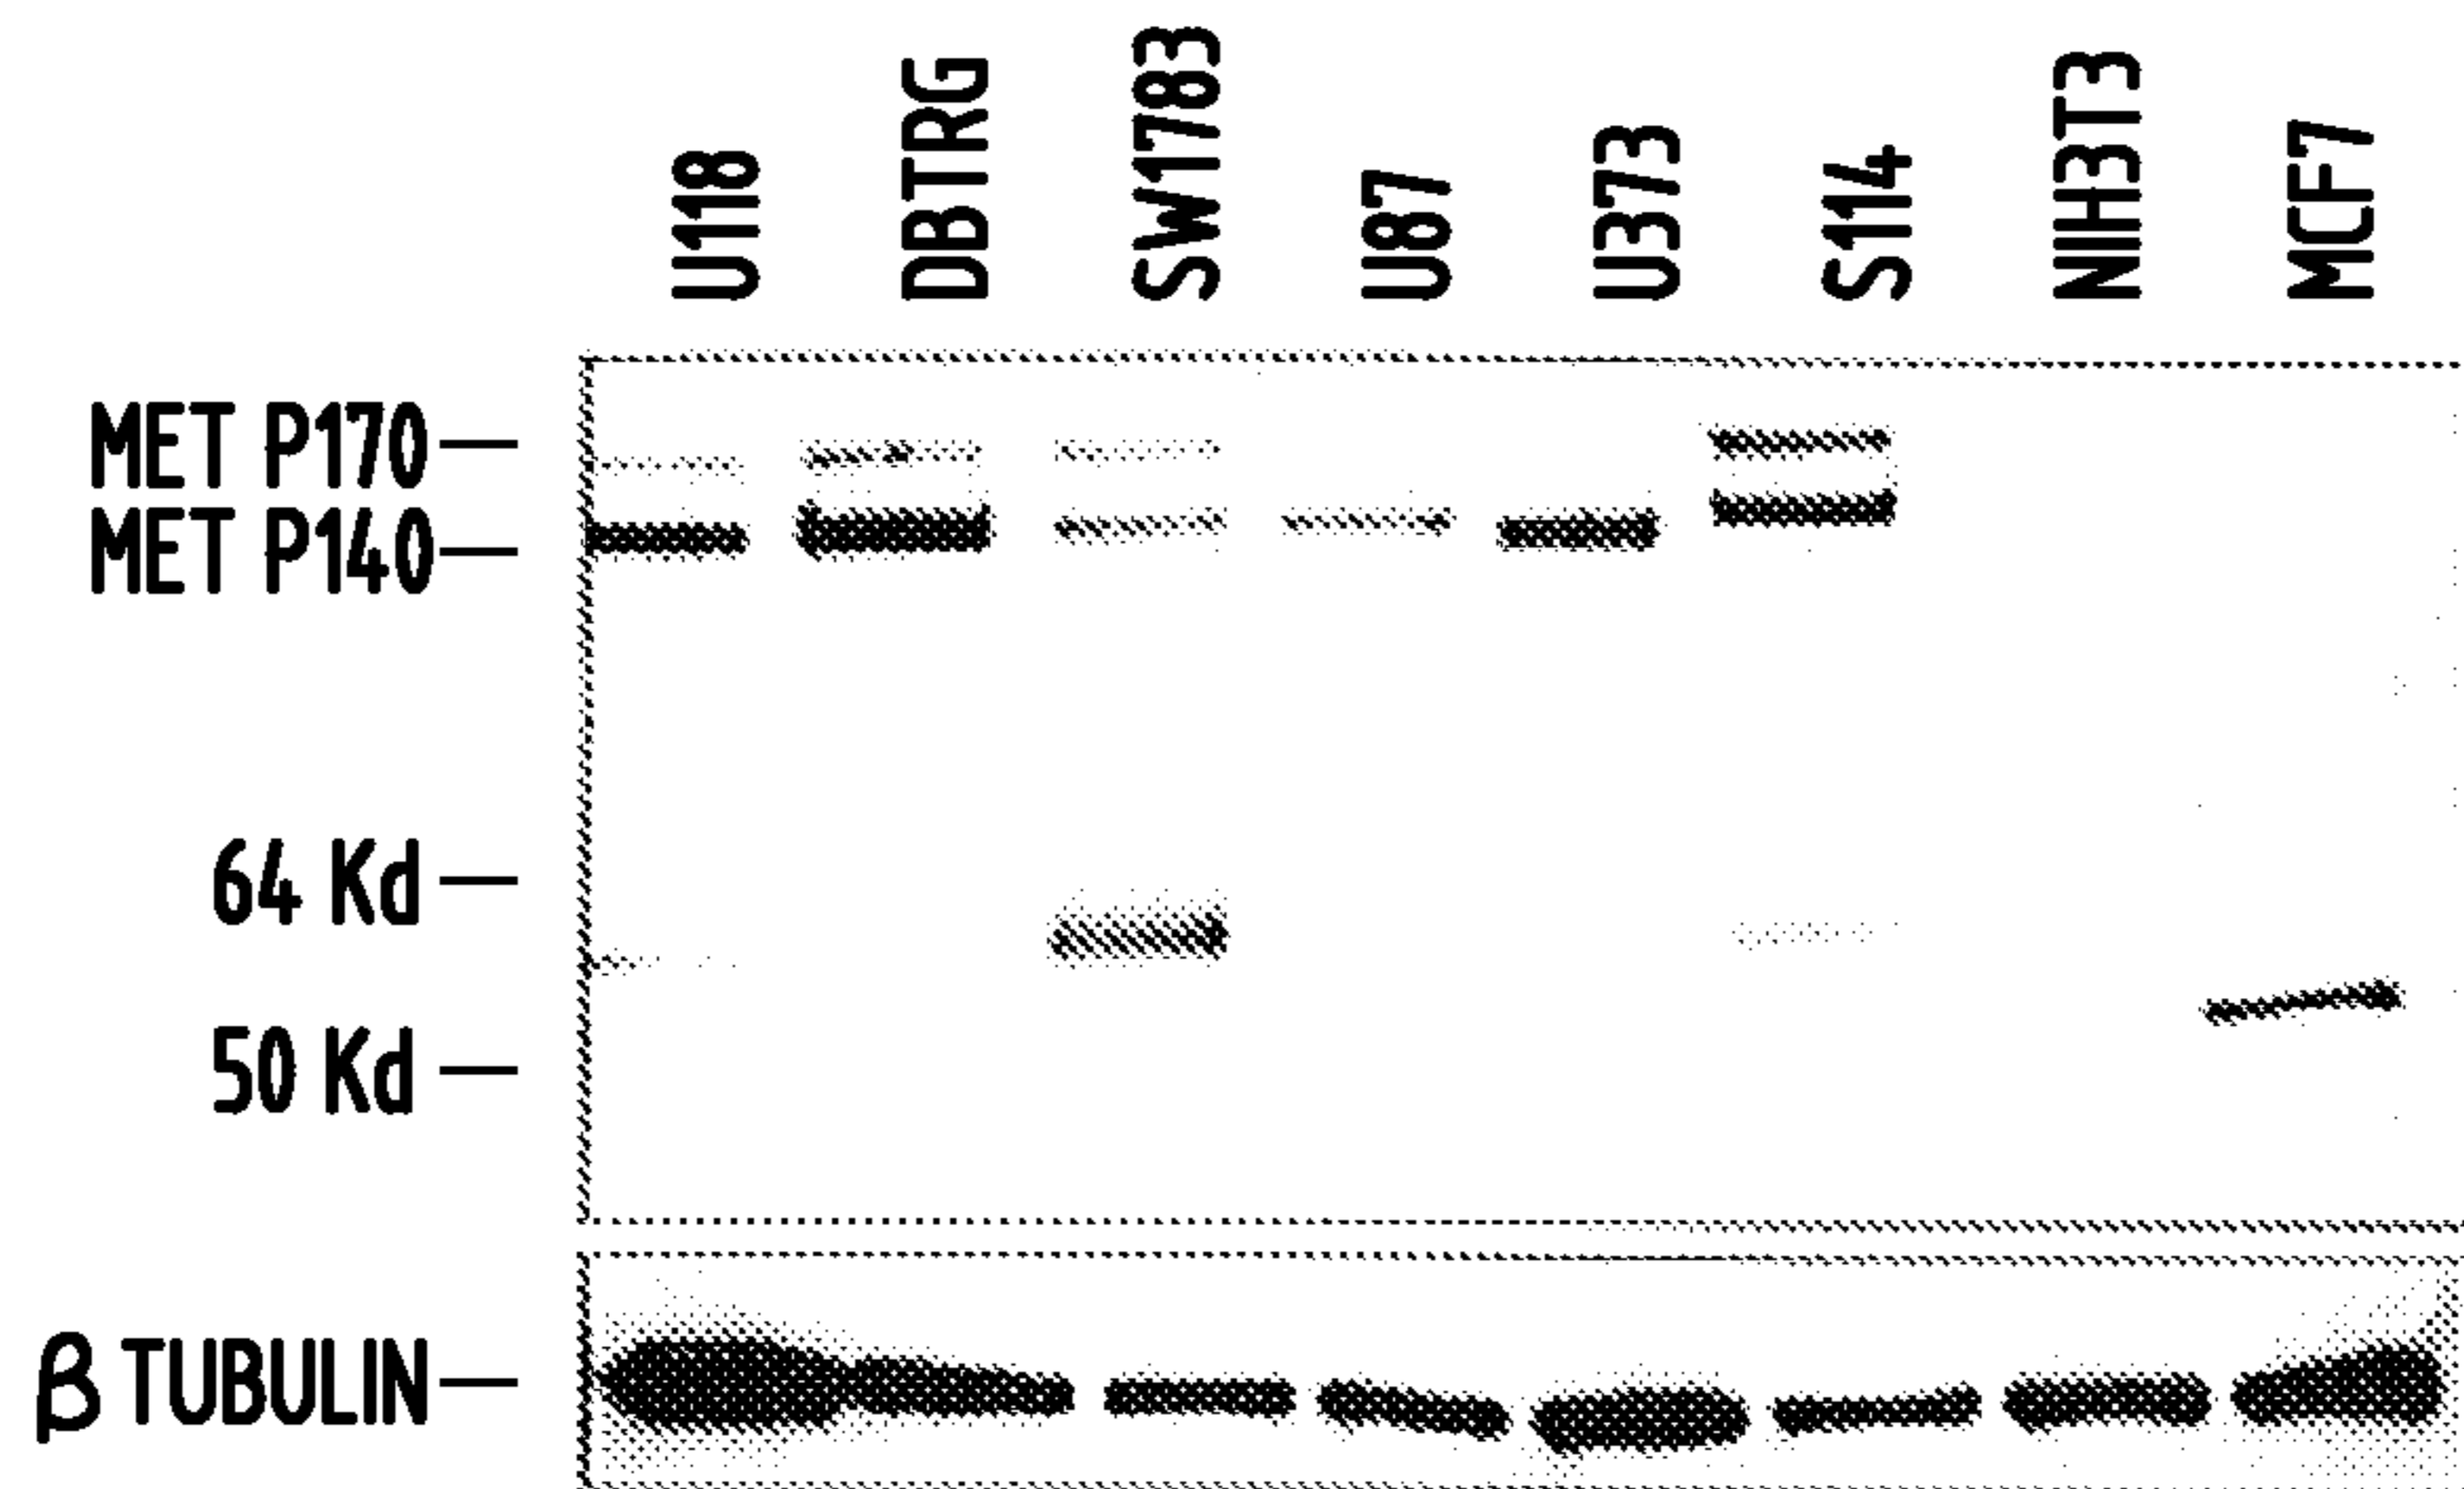 U118
DBTRG
SW1783
U87
U373
S114
NIH3T3
MCF7
MET P170
MET P140
64 Kd
50 Kd
β TUBULIN